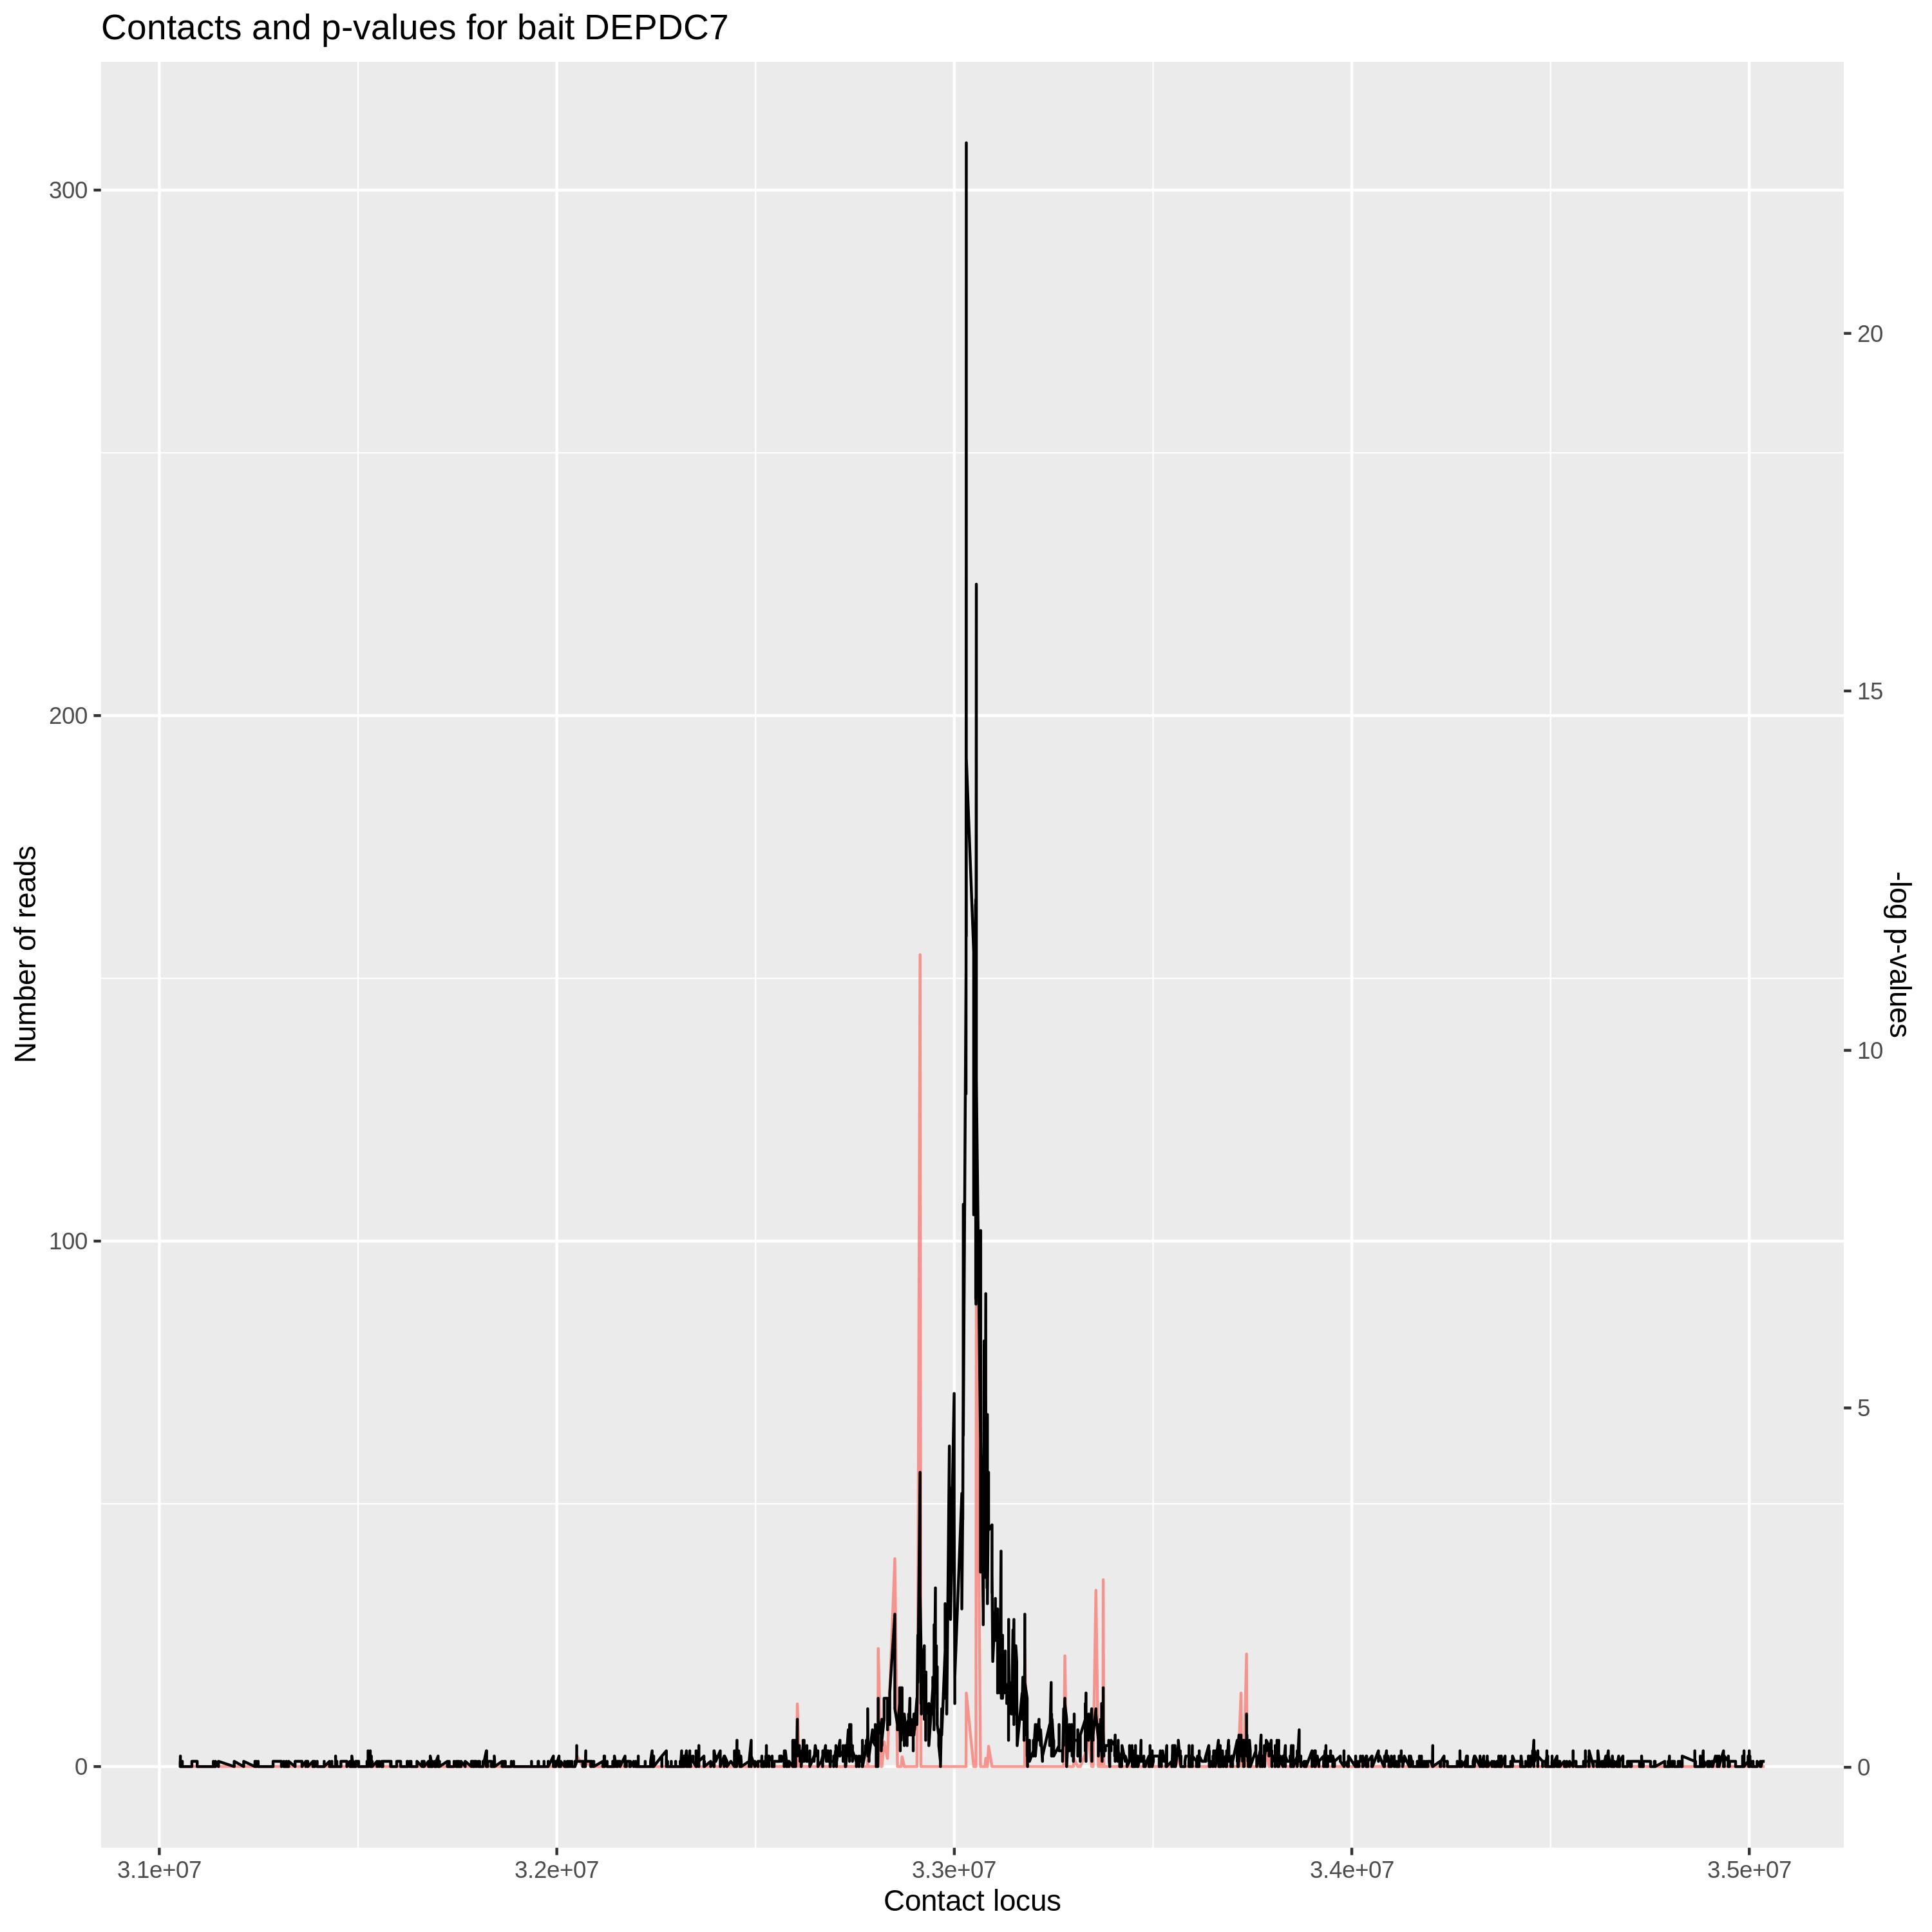 Contacts and p-values for bait DEPDC7
Number of reads
300
200
100
0
20
15
10
5
0
-log p-values
3.1e+07
3.2e+07
3.3e+07
3.4e+07
3.5e+07
Contact locus